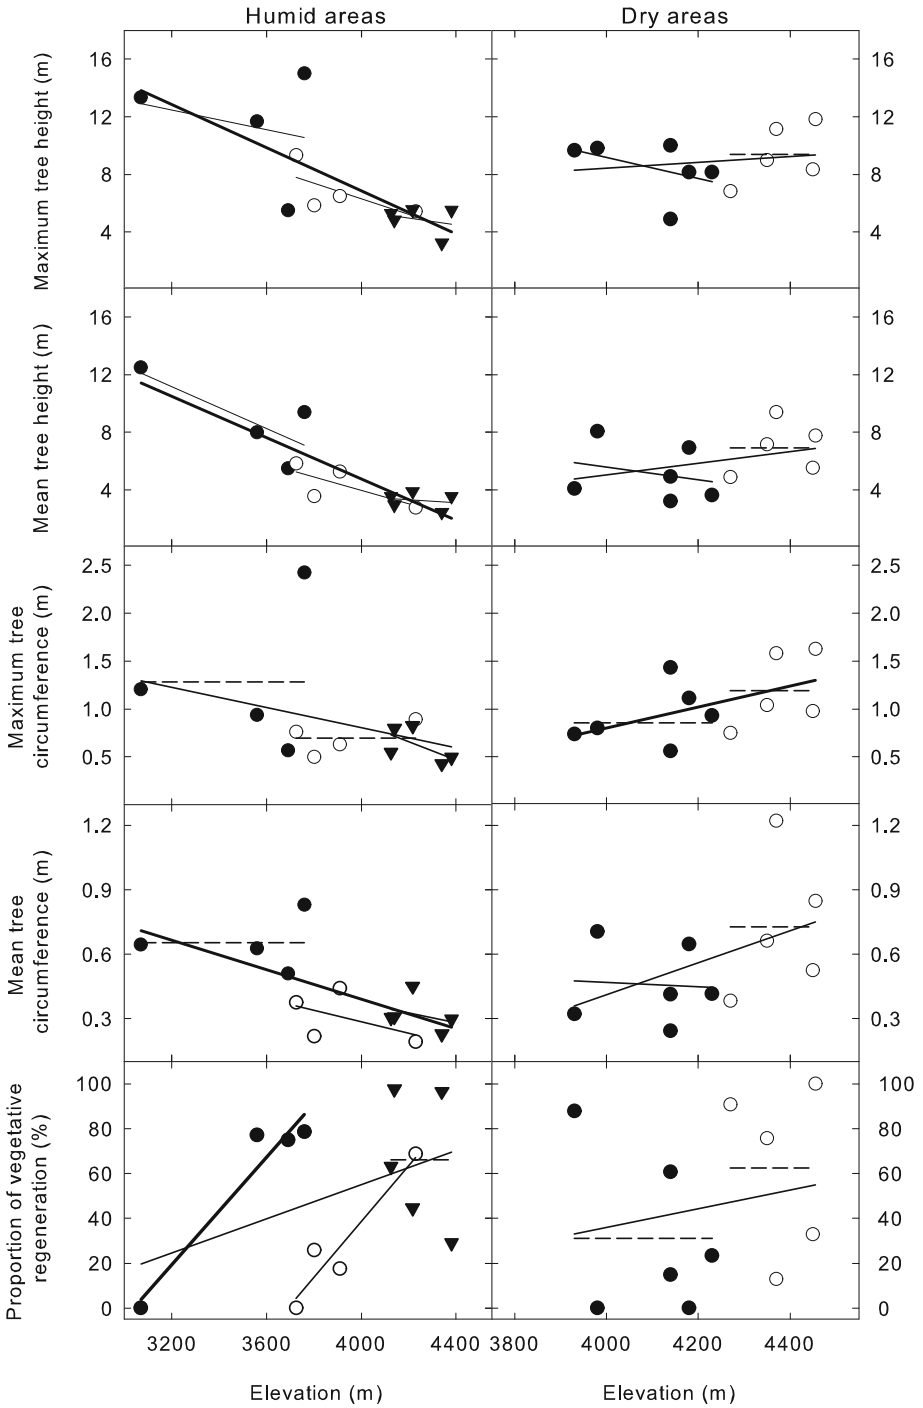 Humid areas Dry areas
Maximum tree height (m)
16 16
12 12
8 8
4 4
Mean tree height (m)
16 16
12 12
8 8
4 4
Maximum tree
circumference (m)
2.5 2.5
2.0 2.0
1.5 1.5
1.0 1.0
0.5 0.5
Mean tree
circumference (m)
1.2 1.2
0.9 0.9
0.6 0.6
0.3 0.3
Proportion of vegetative
regeneration (%)
100 100
80 80
60 60
40 40
20 20
0 0
3200 3600 4000 4400 3800 4000 4200 4400
Elevation (m) Elevation (m)